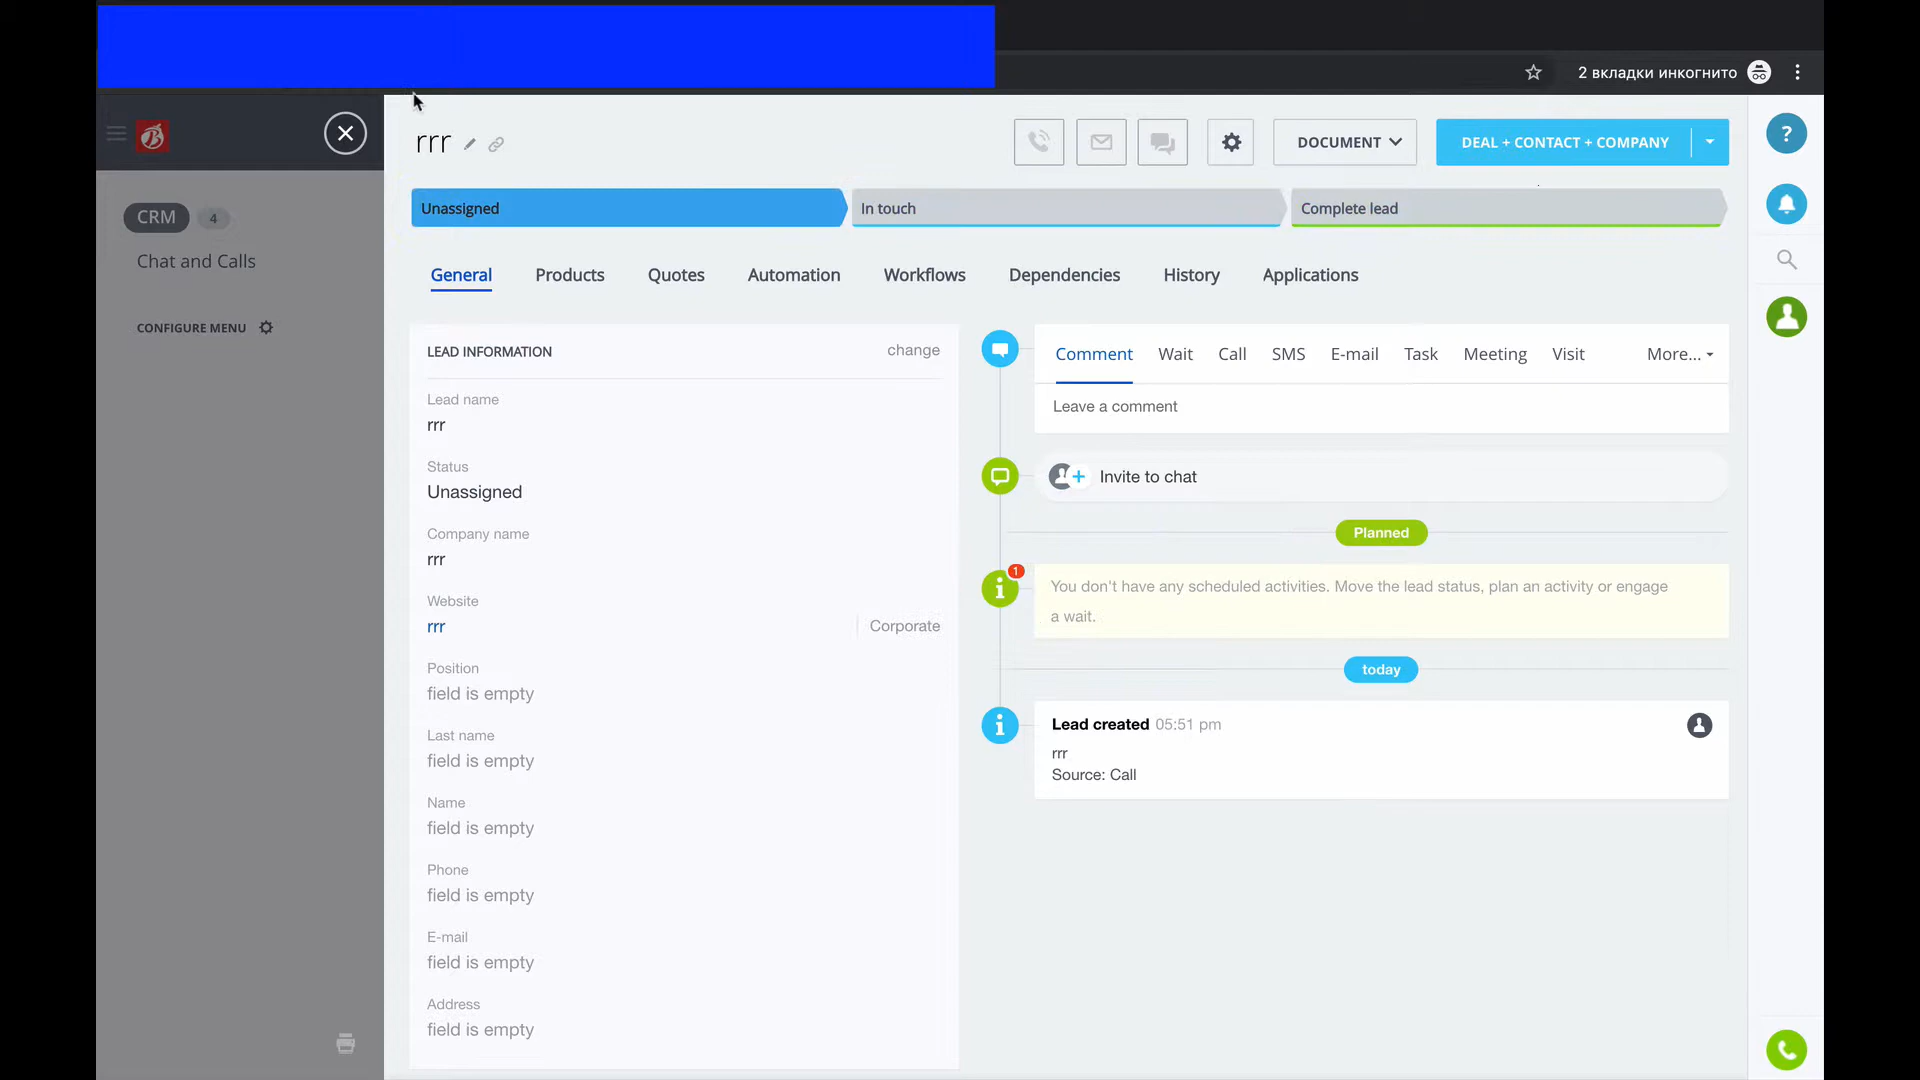 2 вкладки инкогнито
rrr
DOCUMENT
DEAL + CONTACT + COMPANY
?
CRM 4
Chat and Calls
CONFIGURE MENU
Unassigned
In touch
Complete lead
General Products Quotes Automation Workflows Dependencies History Applications
LEAD INFORMATION
change
Lead name
rrr
Status
Unassigned
Company name
rrr
Website
rrr
Corporate
Position
field is empty
Last name
field is empty
Name
field is empty
Phone
field is empty
E-mail
field is empty
Address
field is empty
Comment Wait Call SMS E-mail Task Meeting Visit More...
Leave a comment
Invite to chat
Planned
1
You don't have any scheduled activities. Move the lead status, plan an activity or engage
a wait.
today
Lead created 05:51 pm
rrr
Source: Call